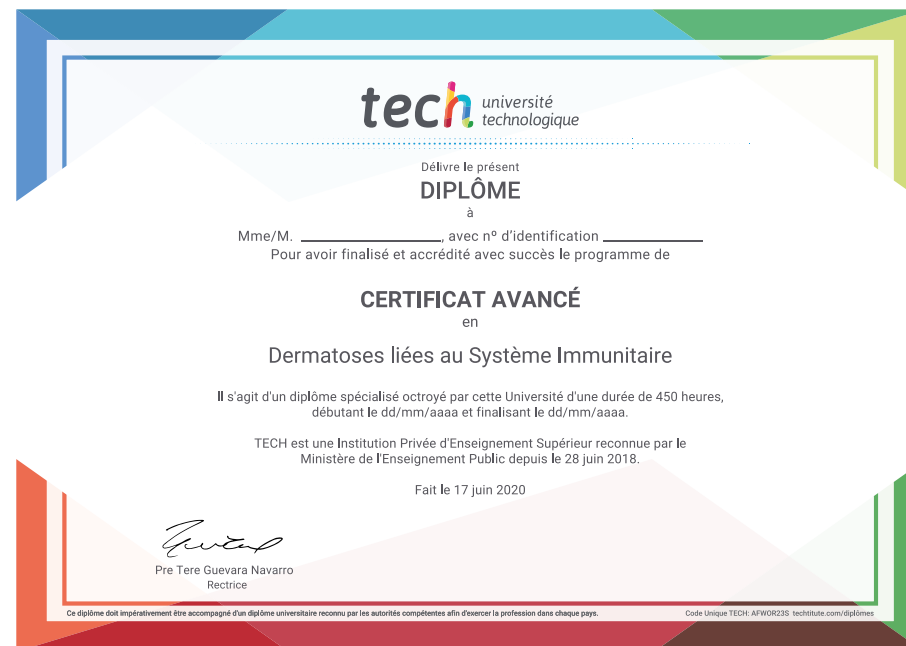 tech université
technologique
Délivre le présent
DIPLÔME
à
Mme/M. ____________________, avec nº d'identification ______________
Pour avoir finalisé et accrédité avec succès le programme de
CERTIFICAT AVANCÉ
en
Dermatoses liées au Système Immunitaire
Il s'agit d'un diplôme spécialisé octroyé par cette Université d'une durée de 450 heures,
débutant le dd/mm/aaaa et finalisant le dd/mm/aaaa.
TECH est une Institution Privée d'Enseignement Supérieur reconnue par le
Ministère de l'Enseignement Public depuis le 28 juin 2018.
Fait le 17 juin 2020
Pre Tere Guevara Navarro
Rectrice
Ce diplôme doit impérativement être accompagné d'un diplôme universitaire reconnu par les autorités compétentes afin d'exercer la profession dans chaque pays.
Code Unique TECH: AFWOR23S techtitute.com/diplômes